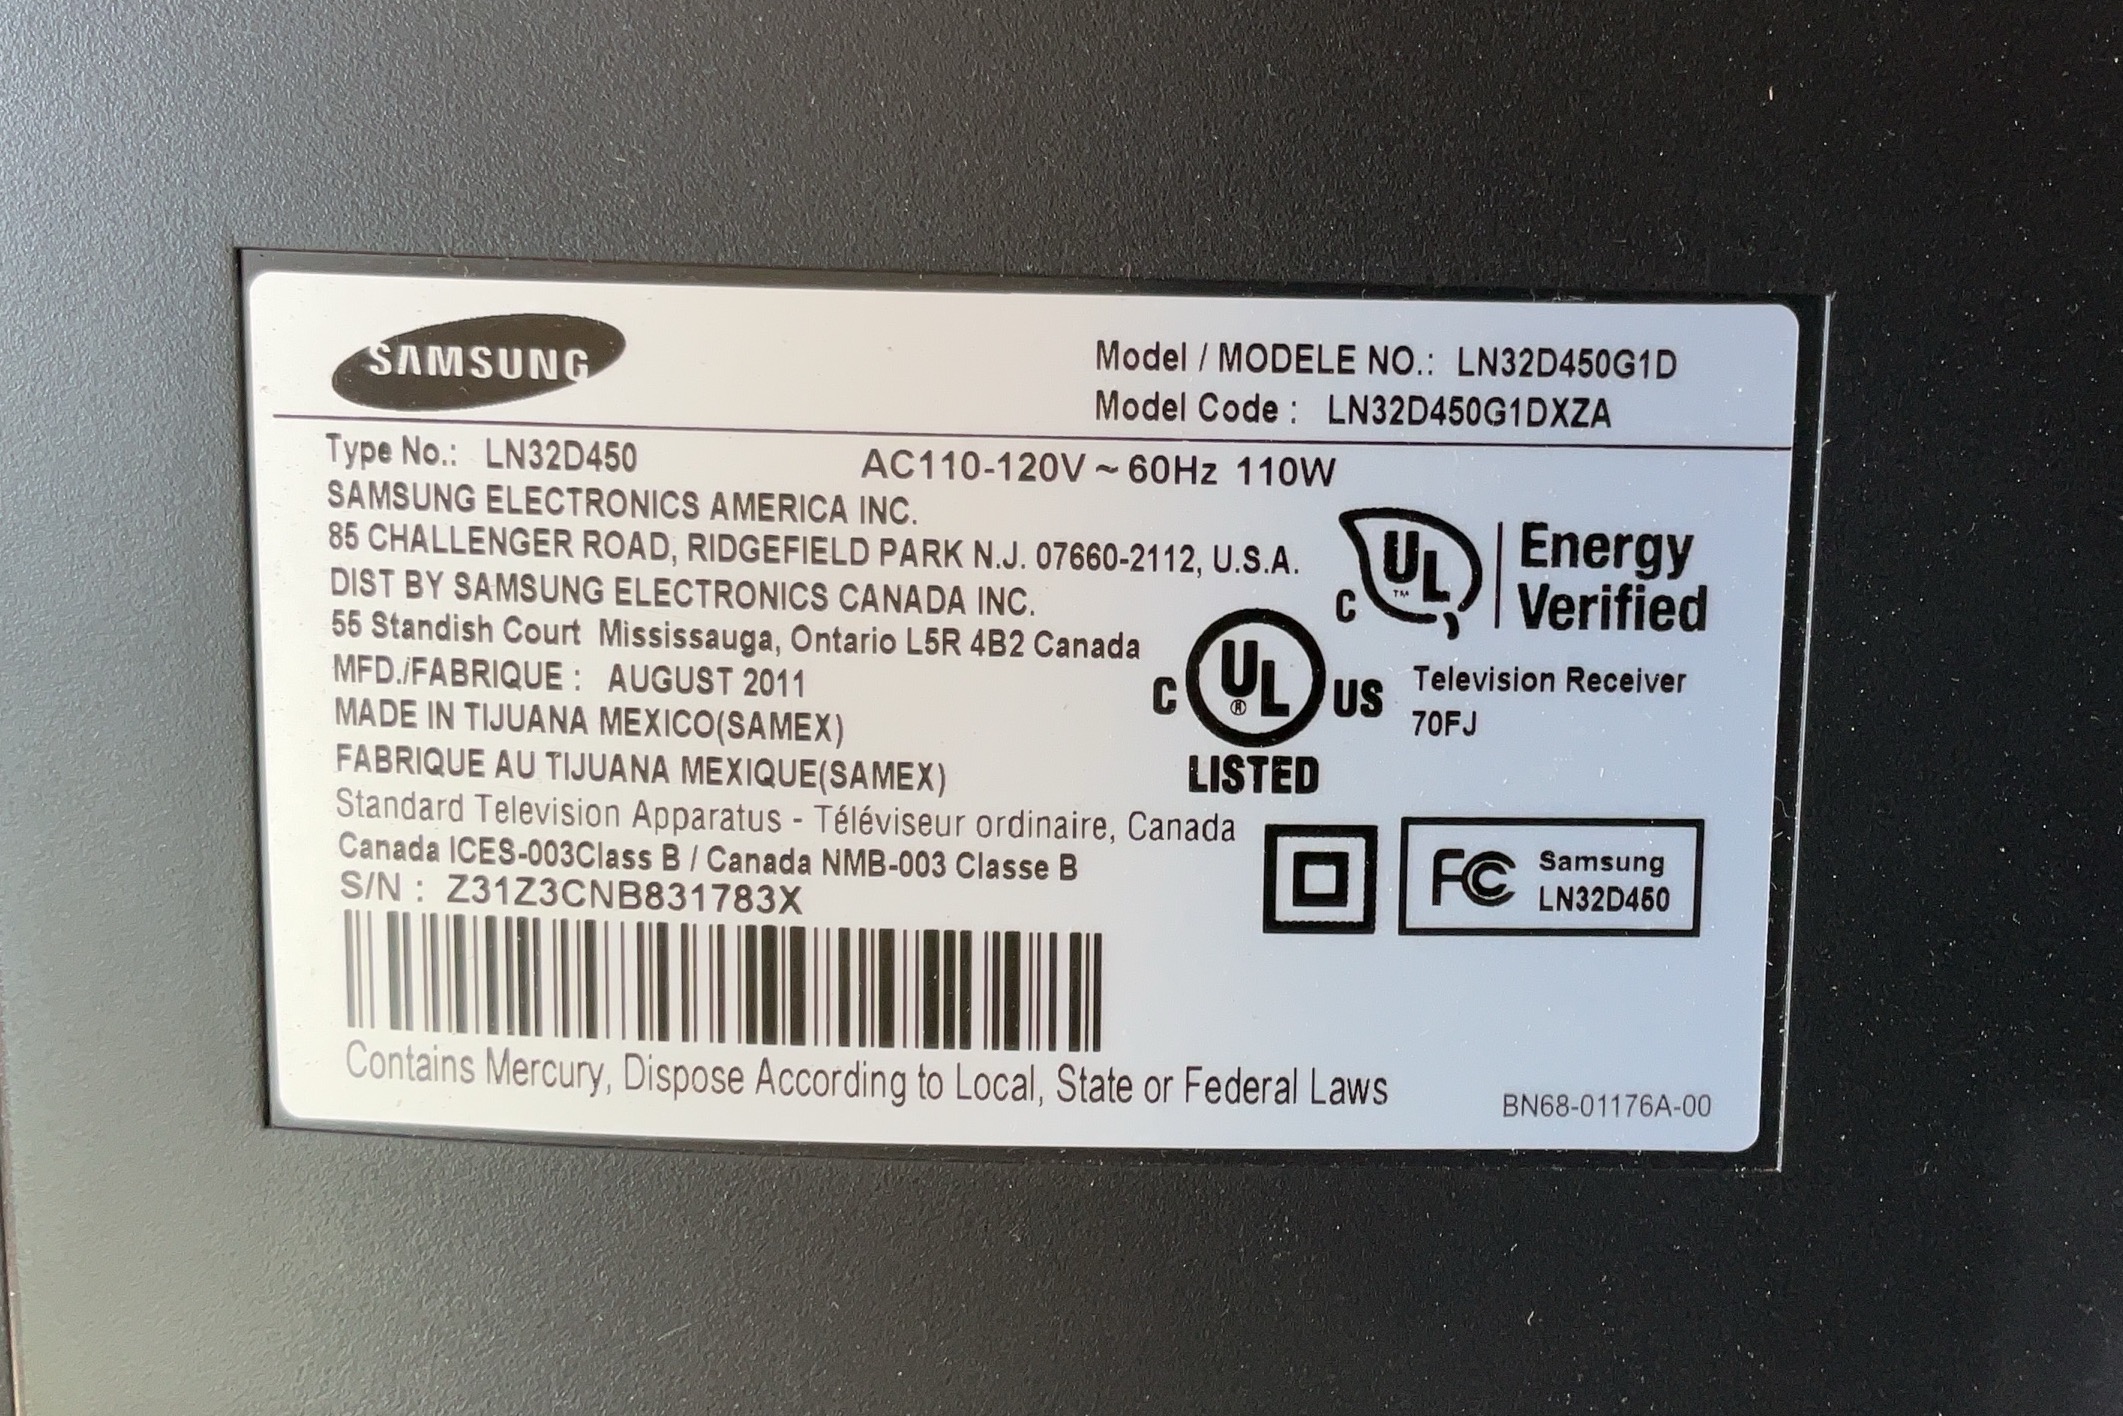 SAMSUNG
Model / MODELE NO.: LN32D450G1D
Model Code : LN32D450G1DXZA
Type No.: LN32D450 AC110-120V ~ 60Hz 110W
SAMSUNG ELECTRONICS AMERICA INC.
85 CHALLENGER ROAD, RIDGEFIELD PARK N.J. 07660-2112, U.S.A.
DIST BY SAMSUNG ELECTRONICS CANADA INC.
55 Standish Court Mississauga, Ontario L5R 4B2 Canada
MFD./FABRIQUE : AUGUST 2011
MADE IN TIJUANA MEXICO(SAMEX)
FABRIQUE AU TIJUANA MEXIQUE(SAMEX)
Standard Television Apparatus - Téléviseur ordinaire, Canada
Canada ICES-003Class B / Canada NMB-003 Classe B
S/N : Z31Z3CNB831783X
Contains Mercury, Dispose According to Local, State or Federal Laws
C UL ™ Energy
Verified
C UL ® US
LISTED
Television Receiver
70FJ
FC Samsung
LN32D450
BN68-01176A-00